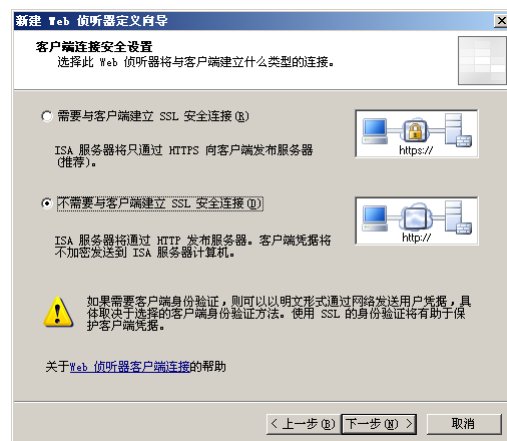 新建 Web 侦听器定义向导
客户端连接安全设置
选择此 Web 侦听器将与客户端建立什么类型的连接。
需要与客户端建立 SSL 安全连接(R)
ISA 服务器将只通过 HTTPS 向客户端发布服务器
(推荐)。
https://
不需要与客户端建立 SSL 安全连接(D)
ISA 服务器将通过 HTTP 发布服务器。客户端凭据将
不加密发送到 ISA 服务器计算机。
http://
如果需要客户端身份验证，则可以以明文形式通过网络发送用户凭据，具
体取决于选择的客户端身份验证方法。使用 SSL 的身份验证将有助于保
护客户端凭据。
关于Web 侦听器客户端连接的帮助
< 上一步(B) 下一步(N) > 取消